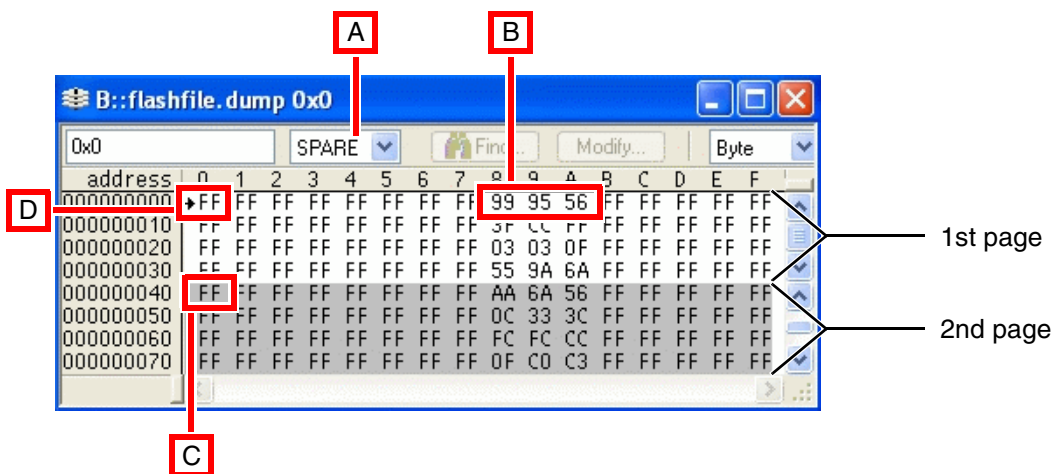 A B
B::flashfile.dump 0x0
0x0 SPARE Find... Modify... Byte
address 0 1 2 3 4 5 6 7 8 9 A B C D E F
D 000000000 FF FF FF FF FF FF FF FF 99 95 56 FF FF FF FF FF
000000010 FF FF FF FF FF FF FF FF 3F CC FF FF FF FF FF FF
1st page
000000020 FF FF FF FF FF FF FF FF 03 03 0F FF FF FF FF FF
000000030 FF FF FF FF FF FF FF FF 55 9A 6A FF FF FF FF FF
000000040 FF FF FF FF FF FF FF FF AA 6A 56 FF FF FF FF FF
000000050 FF FF FF FF FF FF FF FF 0C 33 3C FF FF FF FF FF
2nd page
000000060 FF FF FF FF FF FF FF FF FC FC CC FF FF FF FF FF
000000070 FF FF FF FF FF FF FF FF 0F C0 C3 FF FF FF FF FF
C